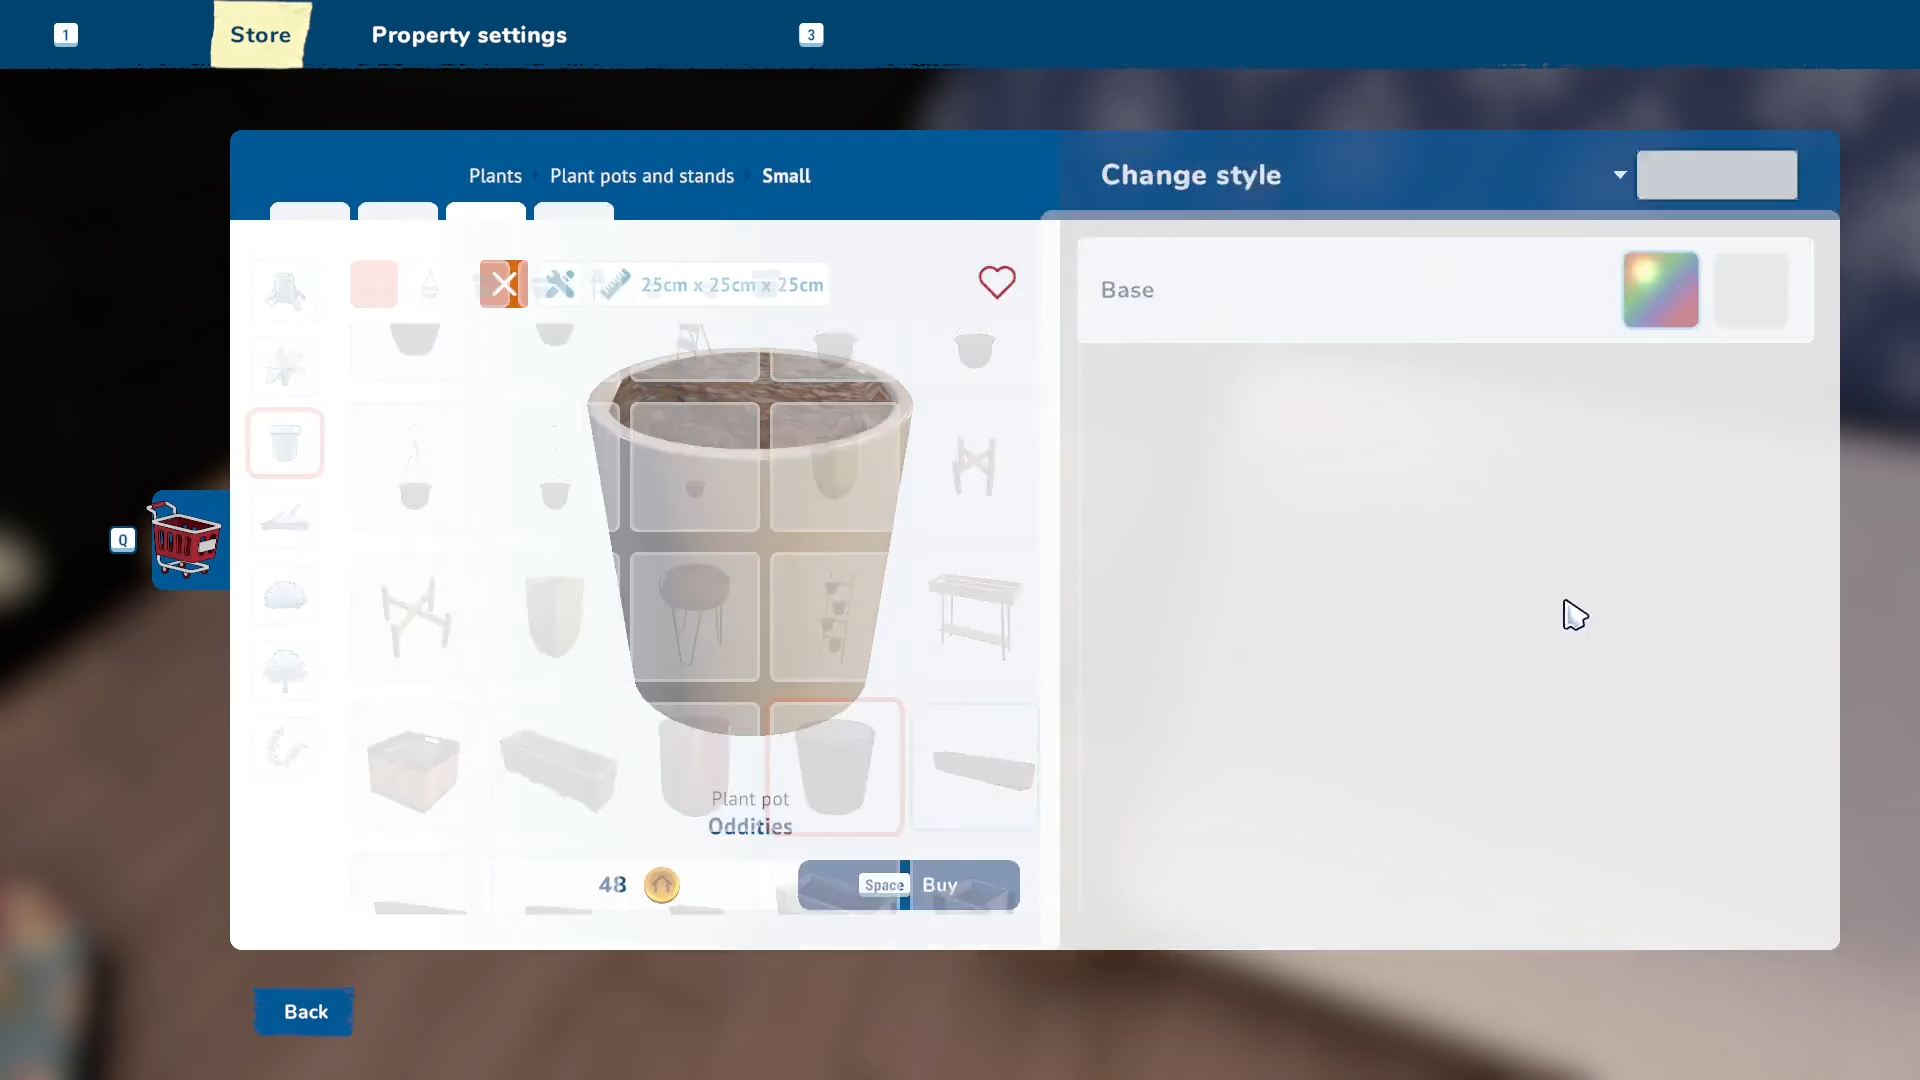 1
Store
Property settings
3
Plants
Plant pots and stands
Small
Change style
25cm x 25cm x 25cm
Base
Q
Plant pot
Oddities
48
Space
Buy
Back